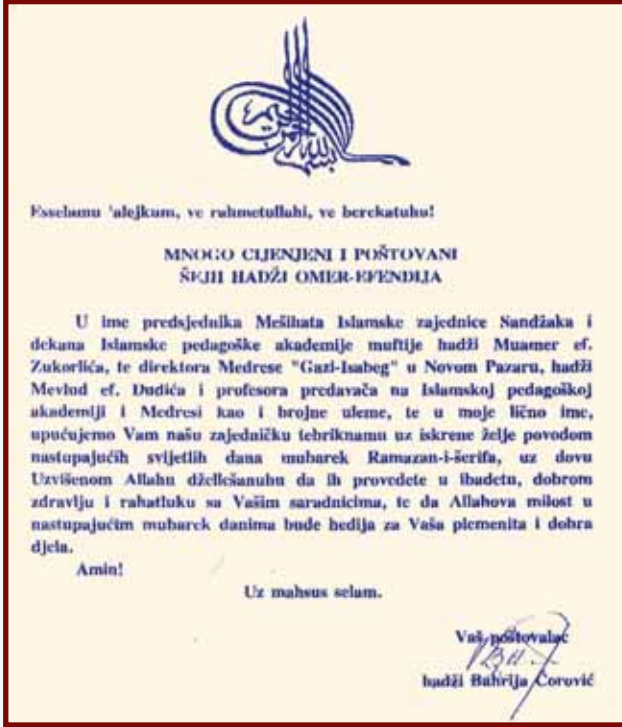 بسم الله الرحمن الرحيم
Esselamu 'alejkum, ve rahmetullahi, ve berekatuhu!
MNOGO CIJENJENI I POŠTOVANI
ŠEJH HADŽI OMER-EFENDIJA
U ime predsjednika Mešihata Islamske zajednice Sandžaka i
dekana Islamske pedagoške akademije muftije hadži Muamer ef.
Zukorlića, te direktora Medrese "Gazi-Isabeg" u Novom Pazaru, hadži
Mevlud ef. Dudića i profesora predavača na Islamskoj pedagoškoj
akademiji i Medresi kao i brojne uleme, te u moje lično ime,
upućujemo Vam našu zajedničku tebriknamu uz iskrene želje povodom
nastupajućih svijetlih dana mubarek Ramazan-i-šerifa, uz dovu
Uzvišenom Allahu džellešanuhu da ih provedete u ibadetu, dobrom
zdravlju i rahatluku sa Vašim saradnicima, te da Allahova milost u
nastupajućim mubarek danima bude hedija za Vaša plemenita i dobra
djela.
Amin!
Uz mahsus selam.
Vaš poštovalac
hadži Bahrija Ćorović